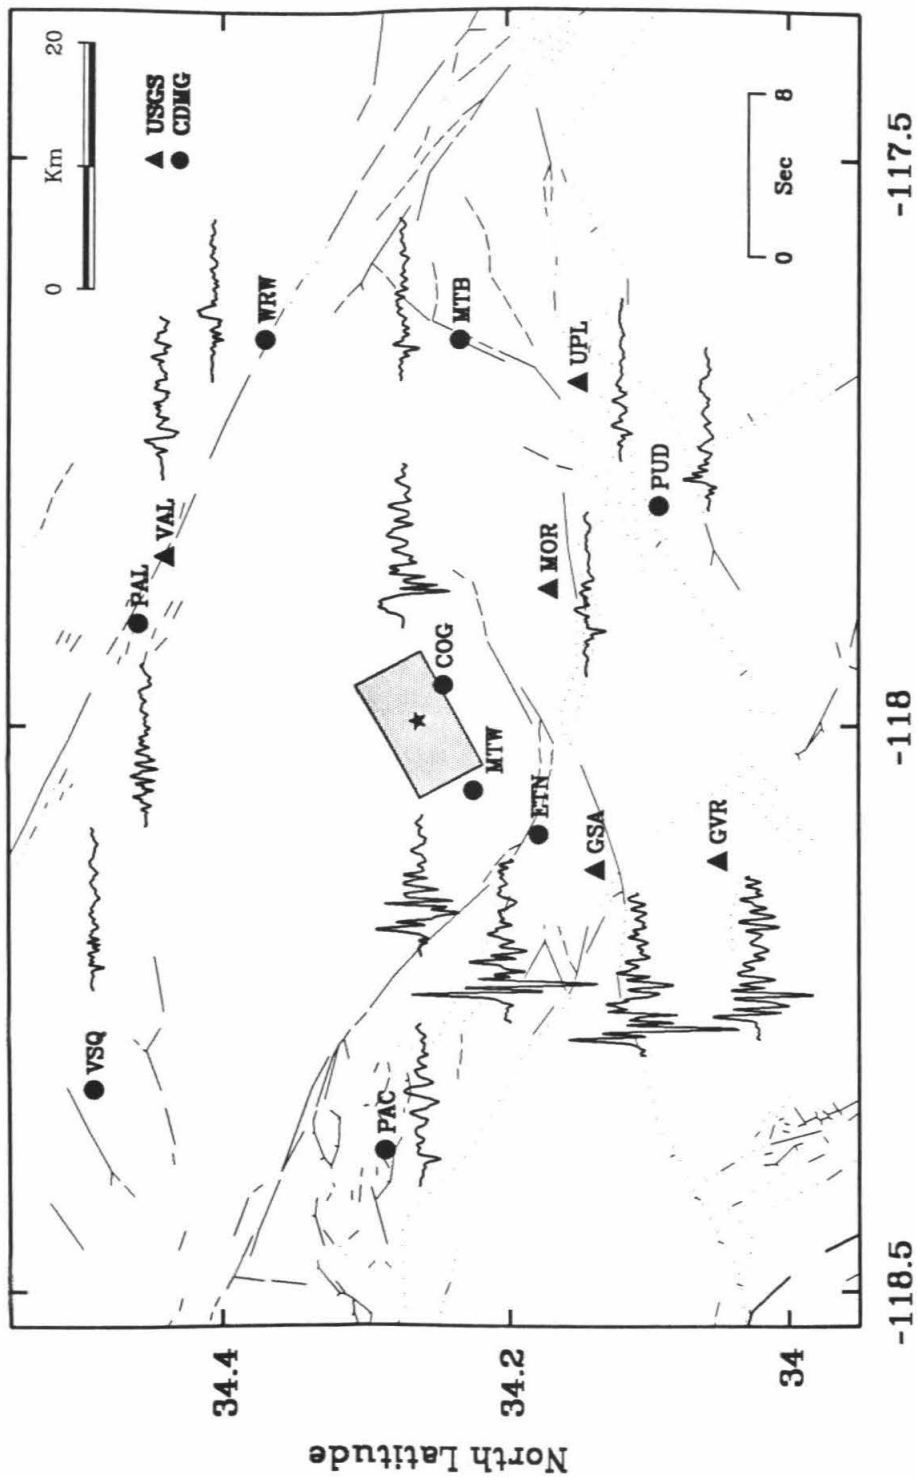 0 Km 20
USGS
CDMG
VSQ
PAL
VAL
WRW
PAC
COG
MTB
MTW
ETN
MOR
UPL
GSA
PUD
GVR
0 Sec 8
North Latitude
34.4
34.2
34
-118.5
-118
-117.5